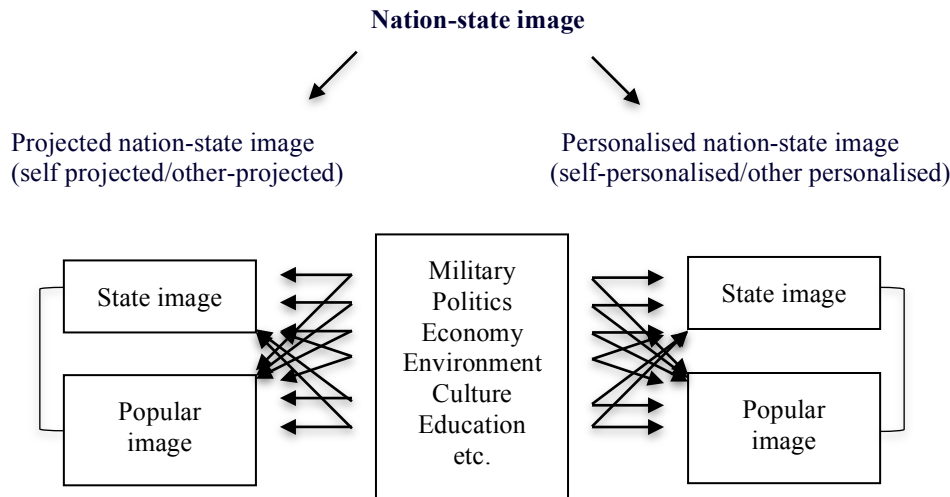 Nation-state image
Projected nation-state image
(self projected/other-projected)
Personalised nation-state image
(self-personalised/other personalised)
State image
Popular
image
Military
Politics
Economy
Environment
Culture
Education
etc.
State image
Popular
image